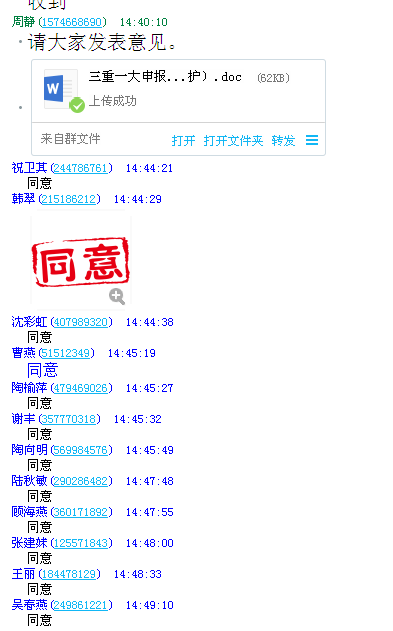 收到
周静(1574668690) 14:40:10
请大家发表意见。
三重一大申报...护）.doc (62KB)
上传成功
来自群文件 打开 打开文件夹 转发
祝卫其(244786761) 14:44:21
同意
韩翠(215186212) 14:44:29
同意
沈彩虹(407989320) 14:44:38
同意
曹燕(51512349) 14:45:19
同意
陶榆萍(479469026) 14:45:27
同意
谢丰(357770318) 14:45:32
同意
陶向明(569984576) 14:45:49
同意
陆秋敏(290286482) 14:47:48
同意
顾海燕(360171892) 14:47:55
同意
张建妹(125571843) 14:48:00
同意
王丽(184478129) 14:48:33
同意
吴春燕(249861221) 14:49:10
同意